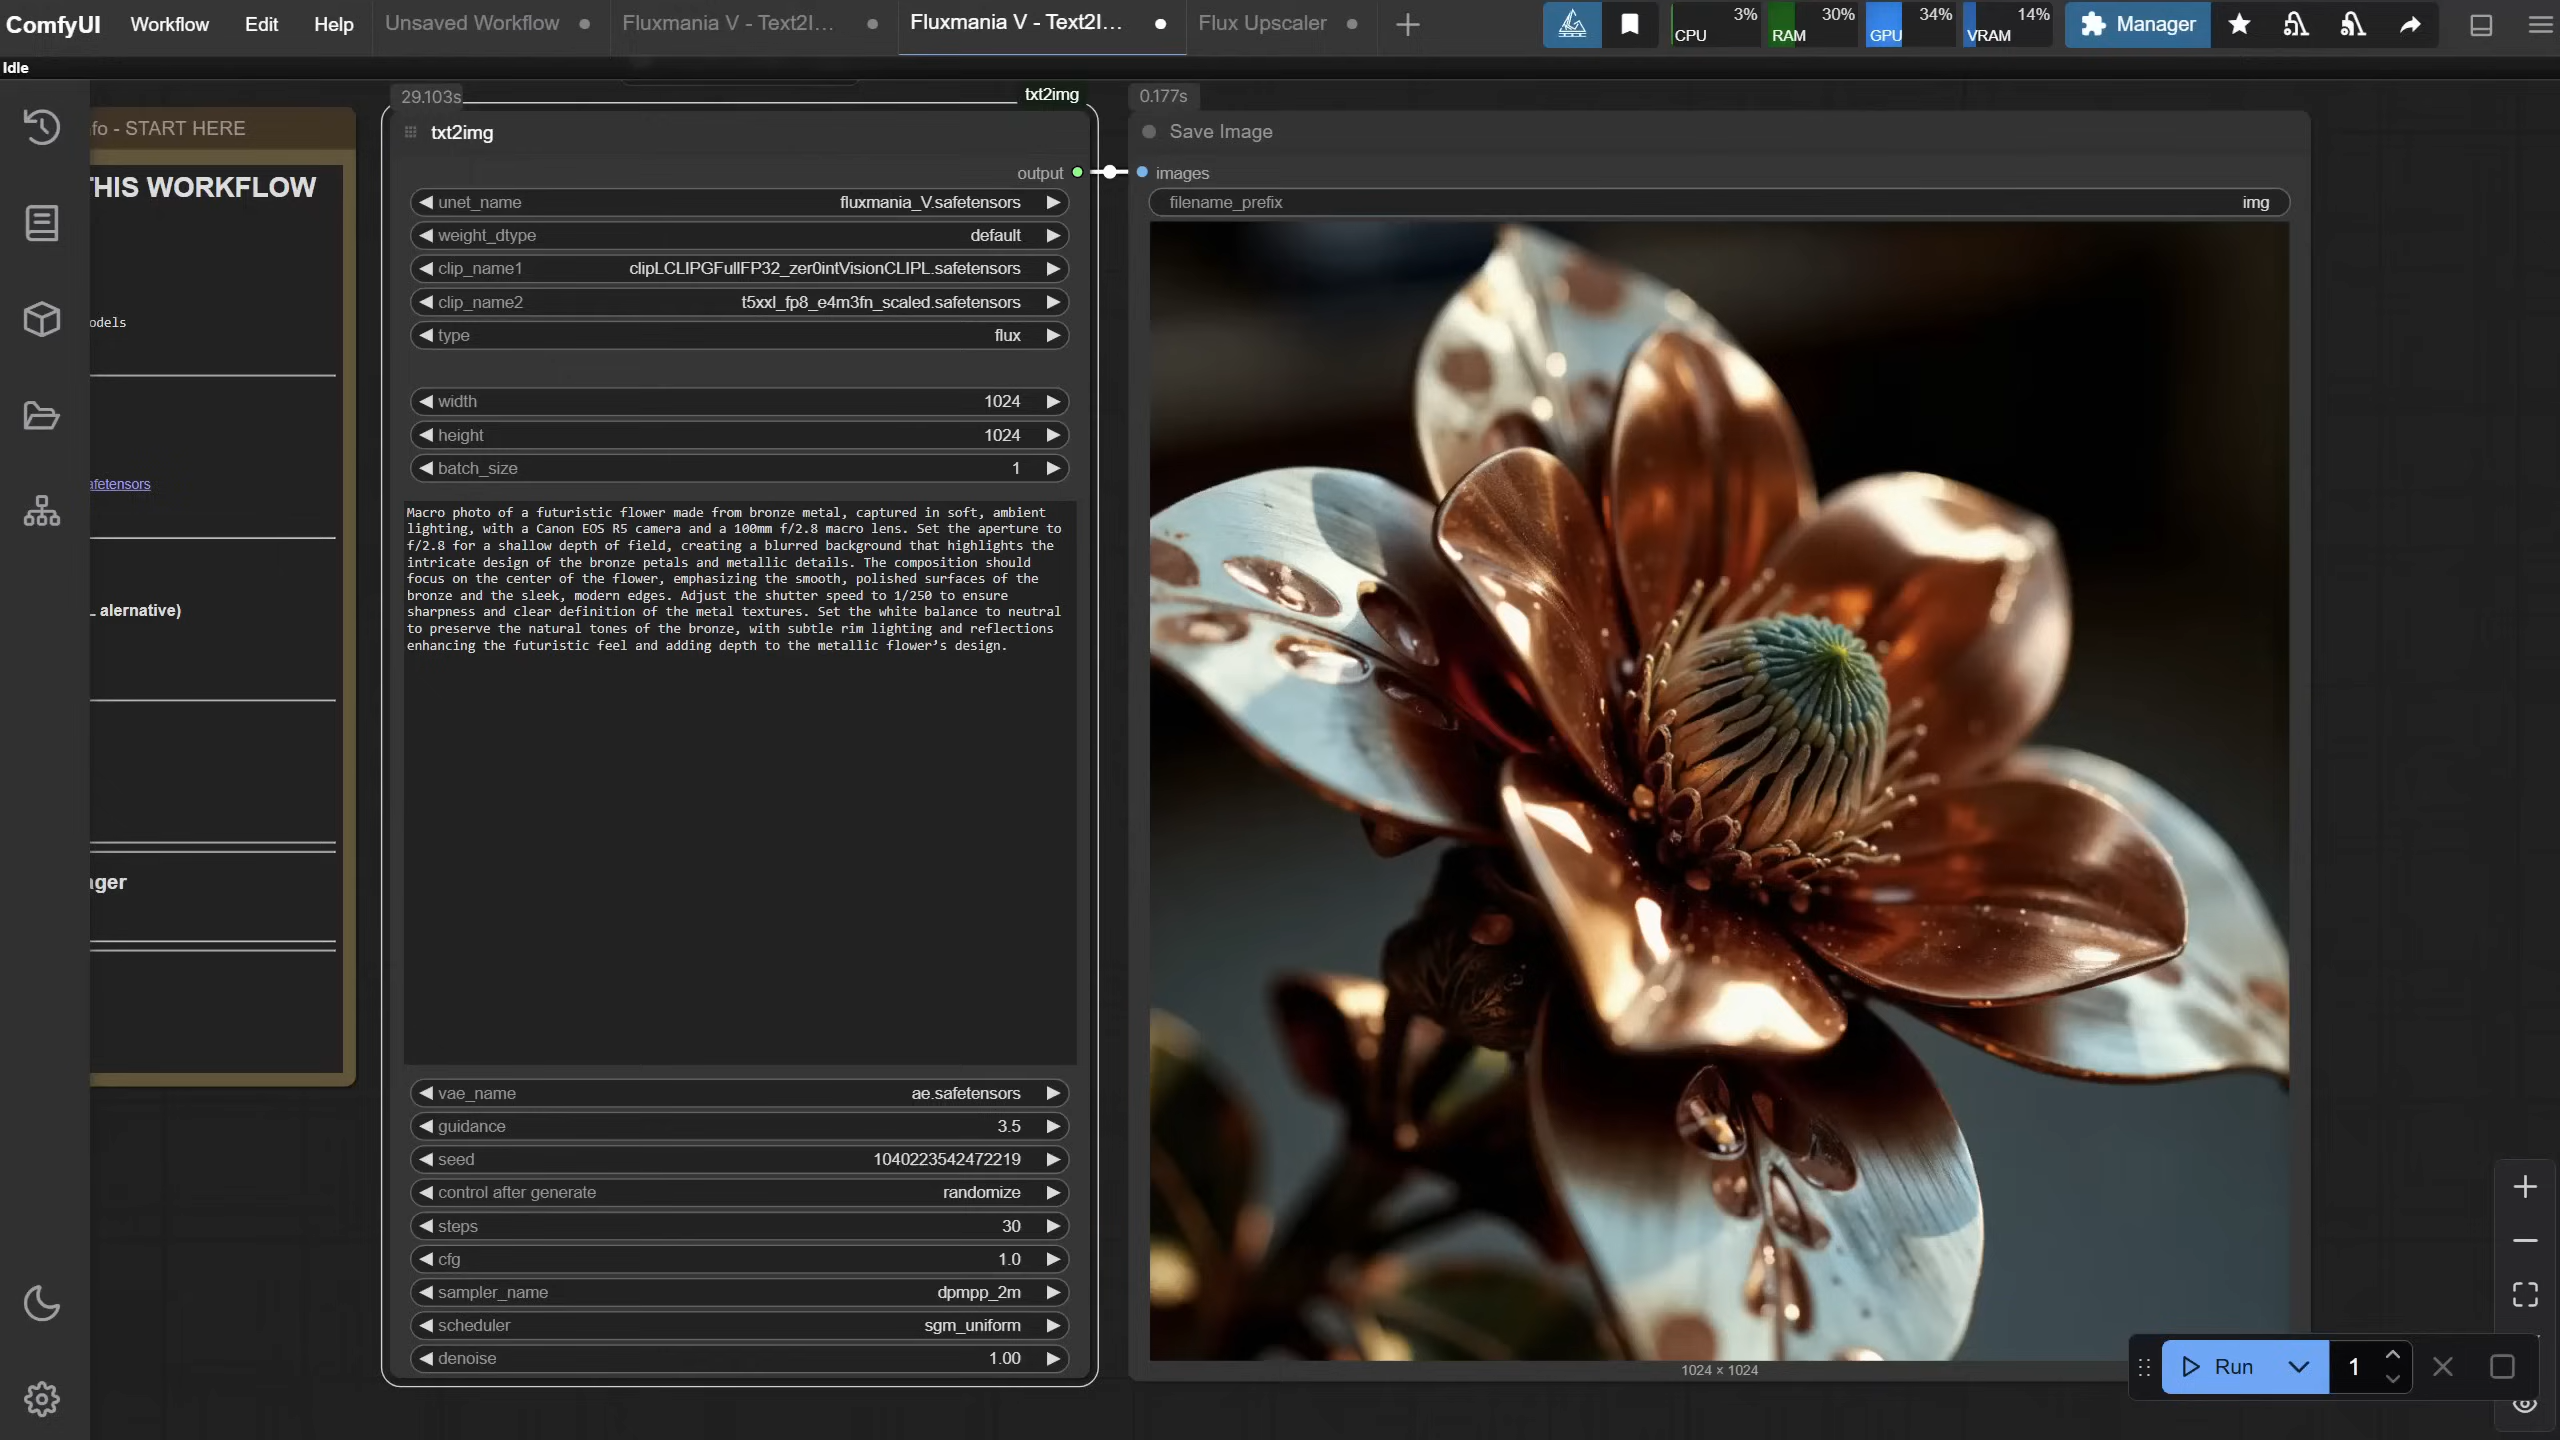 ComfyUI Workflow Edit Help Unsaved Workflow Fluxmania V - Text2I... Fluxmania V - Text2I... Flux Upscaler
CPU 3% RAM 30% GPU 34% VRAM 14% Manager
Idle
fo - START HERE
THIS WORKFLOW
odels
afetensors
alernative)
ager
29.103s txt2img
txt2img
output
unet_name fluxmania_V.safetensors
weight_dtype default
clip_name1 clipLCLIPGFullFP32_zer0intVisionCLIPL.safetensors
clip_name2 t5xxl_fp8_e4m3fn_scaled.safetensors
type flux
width 1024
height 1024
batch_size 1
Macro photo of a futuristic flower made from bronze metal, captured in soft, ambient
lighting, with a Canon EOS R5 camera and a 100mm f/2.8 macro lens. Set the aperture to
f/2.8 for a shallow depth of field, creating a blurred background that highlights the
intricate design of the bronze petals and metallic details. The composition should
focus on the center of the flower, emphasizing the smooth, polished surfaces of the
bronze and the sleek, modern edges. Adjust the shutter speed to 1/250 to ensure
sharpness and clear definition of the metal textures. Set the white balance to neutral
to preserve the natural tones of the bronze, with subtle rim lighting and reflections
enhancing the futuristic feel and adding depth to the metallic flower’s design.
vae_name ae.safetensors
guidance 3.5
seed 1040223542472219
control after generate randomize
steps 30
cfg 1.0
sampler_name dpmpp_2m
scheduler sgm_uniform
denoise 1.00
0.177s
Save Image
images
filename_prefix img
1024 × 1024
Run 1